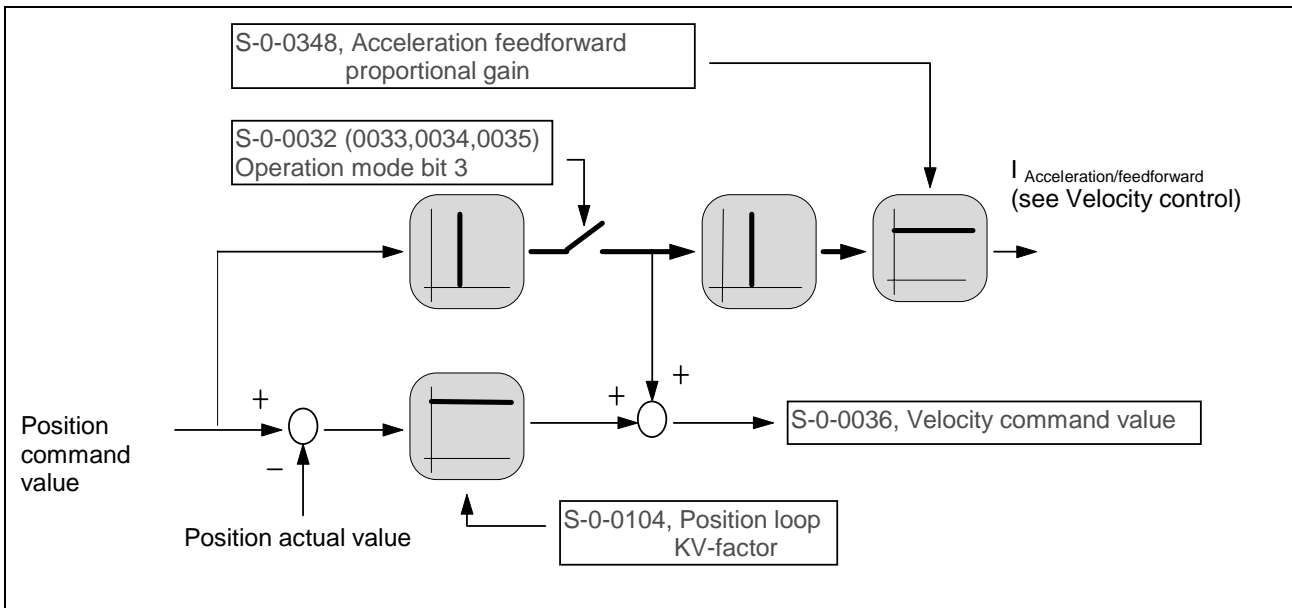 S-0-0348, Acceleration feedforward
proportional gain
S-0-0032 (0033,0034,0035)
Operation mode bit 3
I Acceleration/feedforward
(see Velocity control)
+
+
+
Position
command
value
−
S-0-0036, Velocity command value
Position actual value
S-0-0104, Position loop
KV-factor